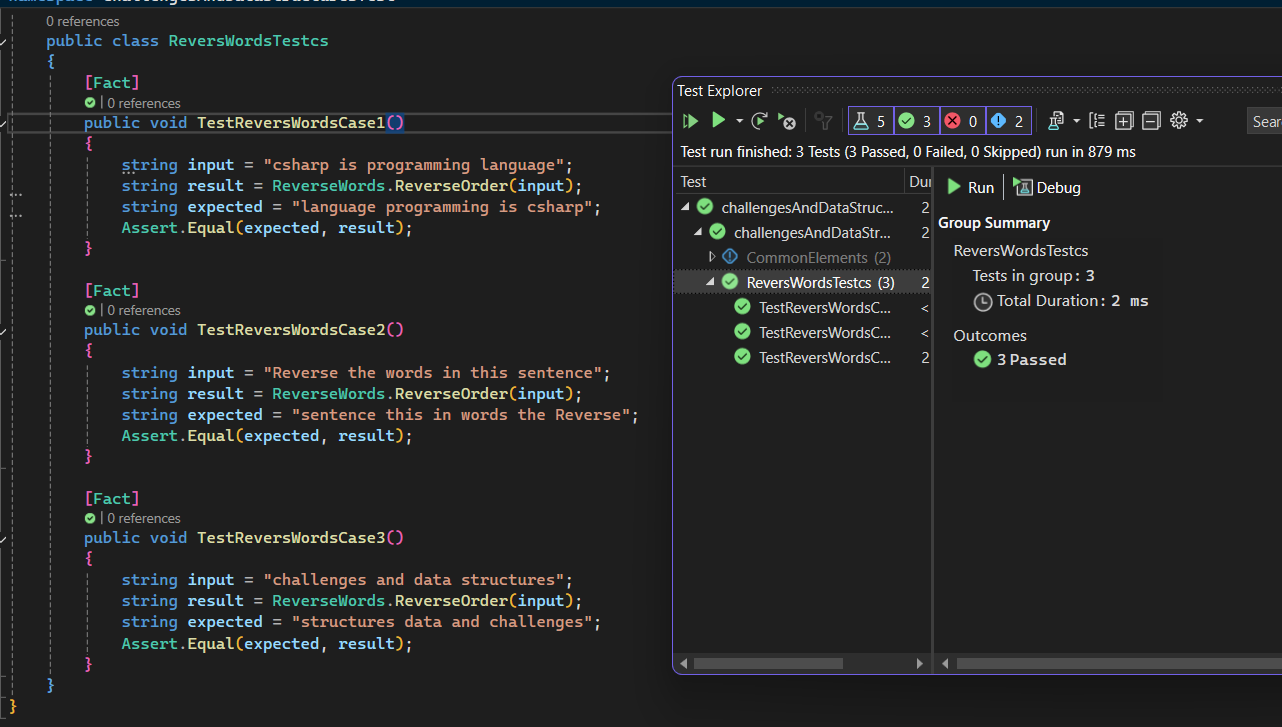 0 references
public class ReversWordsTestcs
{
[Fact]
0 references
public void TestReversWordsCase1()
{
string input = "csharp is programming language";
string result = ReverseWords.ReverseOrder(input);
string expected = "language programming is csharp";
Assert.Equal(expected, result);
}
[Fact]
0 references
public void TestReversWordsCase2()
{
string input = "Reverse the words in this sentence";
string result = ReverseWords.ReverseOrder(input);
string expected = "sentence this in words the Reverse";
Assert.Equal(expected, result);
}
[Fact]
0 references
public void TestReversWordsCase3()
{
string input = "challenges and data structures";
string result = ReverseWords.ReverseOrder(input);
string expected = "structures data and challenges";
Assert.Equal(expected, result);
}
}
}
Test Explorer
5 3 0 2
Sear
Test run finished: 3 Tests (3 Passed, 0 Failed, 0 Skipped) run in 879 ms
Test Dur
challengesAndDataStruc... 2
challengesAndDataStr... 2
CommonElements (2)
ReversWordsTestcs (3) 2
TestReversWordsC... <
TestReversWordsC... <
TestReversWordsC... 2
Run Debug
Group Summary
ReversWordsTestcs
Tests in group: 3
Total Duration: 2 ms
Outcomes
3 Passed